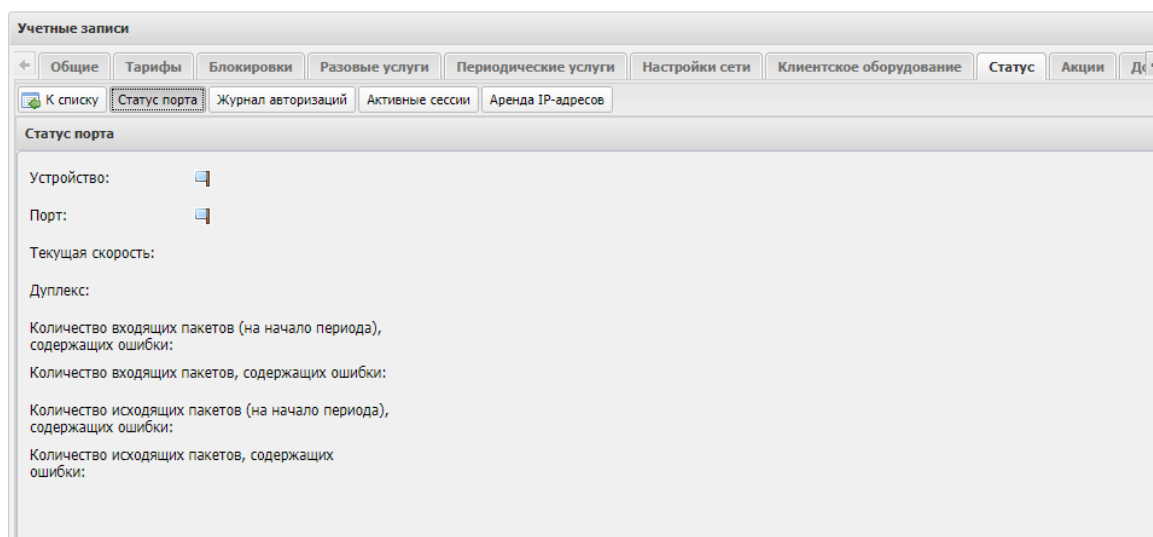 Учетные записи
Общие Тарифы Блокировки Разовые услуги Периодические услуги Настройки сети Клиентское оборудование Статус Акции
К списку Статус порта Журнал авторизаций Активные сессии Аренда IP-адресов
Статус порта
Устройство:
Порт:
Текущая скорость:
Дуплекс:
Количество входящих пакетов (на начало периода),
содержащих ошибки:
Количество входящих пакетов, содержащих ошибки:
Количество исходящих пакетов (на начало периода),
содержащих ошибки:
Количество исходящих пакетов, содержащих
ошибки: